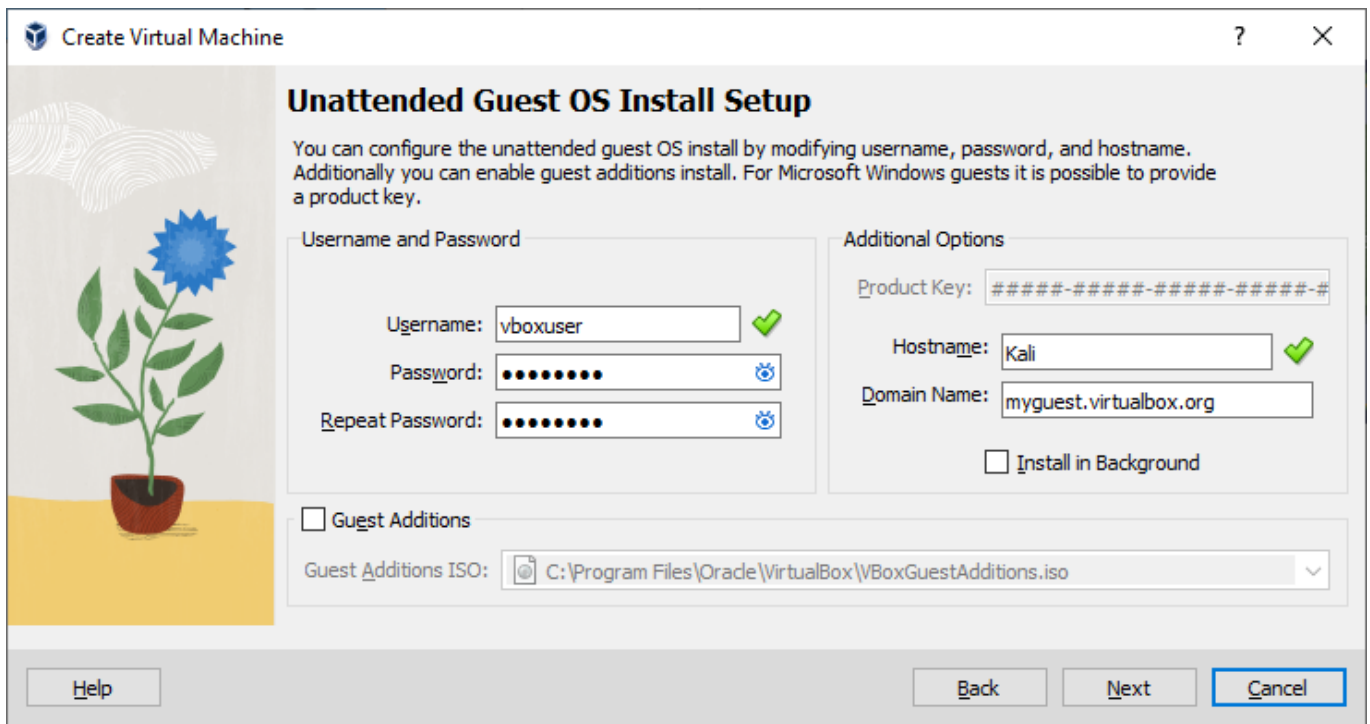 Create Virtual Machine
?
Unattended Guest OS Install Setup
You can configure the unattended guest OS install by modifying username, password, and hostname.
Additionally you can enable guest additions install. For Microsoft Windows guests it is possible to provide
a product key.
Username and Password
Username: vboxuser
Password: ●●●●●●●●
Repeat Password: ●●●●●●●●
Additional Options
Product Key: #####-#####-#####-#####-#
Hostname: Kali
Domain Name: myguest.virtualbox.org
Install in Background
Guest Additions
Guest Additions ISO: C:\Program Files\Oracle\VirtualBox\VBoxGuestAdditions.iso
Help
Back
Next
Cancel